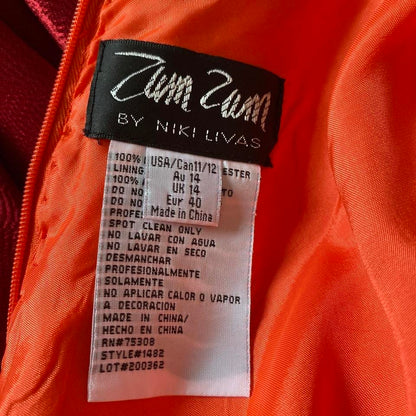 Zum Zum
BY NIKI LIVAS
USA/Can11/12
Au 14
UK 14
Eur 40
Made in China
100%
ESTER
LINING
DO NO
DO NO
PROFE
SPOT CLEAN ONLY
NO LAVAR CON AGUA
NO LAVAR EN SECO
DESMANCHAR
PROFESIONALMENTE
SOLAMENTE
NO APLICAR CALOR O VAPOR
A DECORACION
MADE IN CHINA/
HECHO EN CHINA
RN#75308
STYLE#1482
LOT#200362